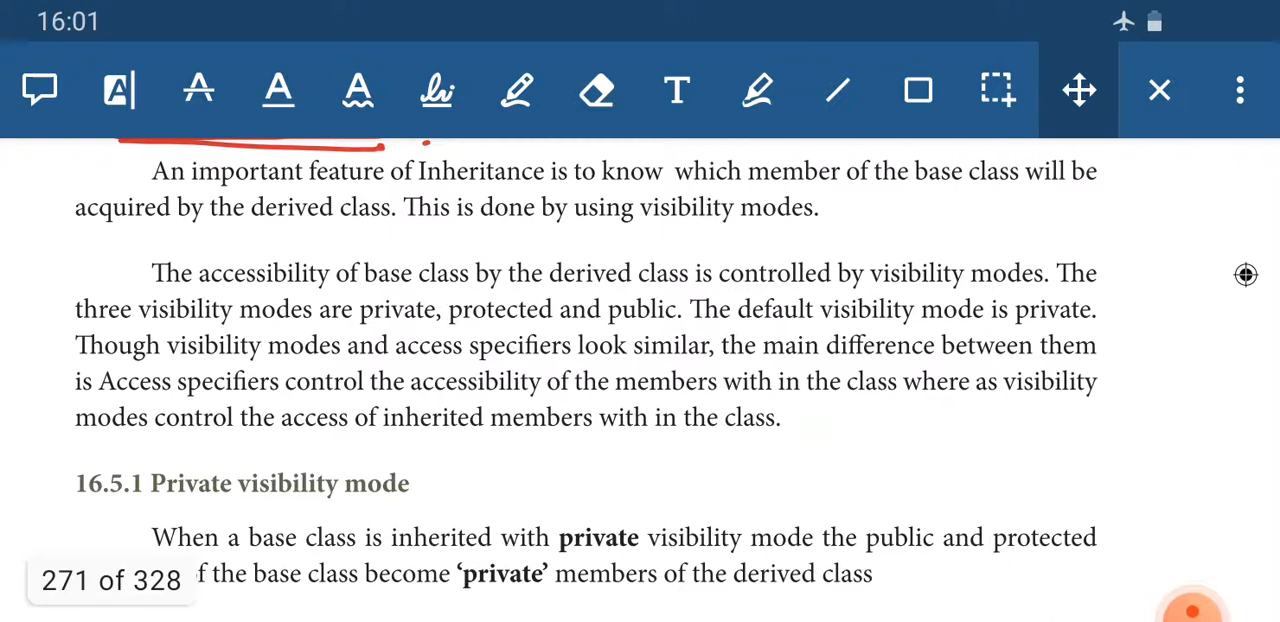 16:01
A A A A T
An important feature of Inheritance is to know which member of the base class will be
acquired by the derived class. This is done by using visibility modes.
The accessibility of base class by the derived class is controlled by visibility modes. The
three visibility modes are private, protected and public. The default visibility mode is private.
Though visibility modes and access specifiers look similar, the main difference between them
is Access specifiers control the accessibility of the members with in the class where as visibility
modes control the access of inherited members with in the class.
16.5.1 Private visibility mode
When a base class is inherited with private visibility mode the public and protected
271 of 328 f the base class become ‘private’ members of the derived class